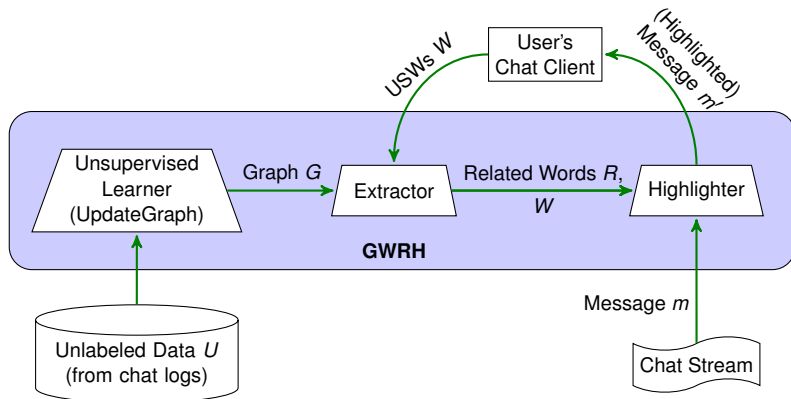 User's
Chat Client
USWs W
(Highlighted)
Message m'
Unsupervised
Learner
(UpdateGraph)
Graph G
Extractor
Related Words R,
W
Highlighter
GWRH
Unlabeled Data U
(from chat logs)
Message m
Chat Stream